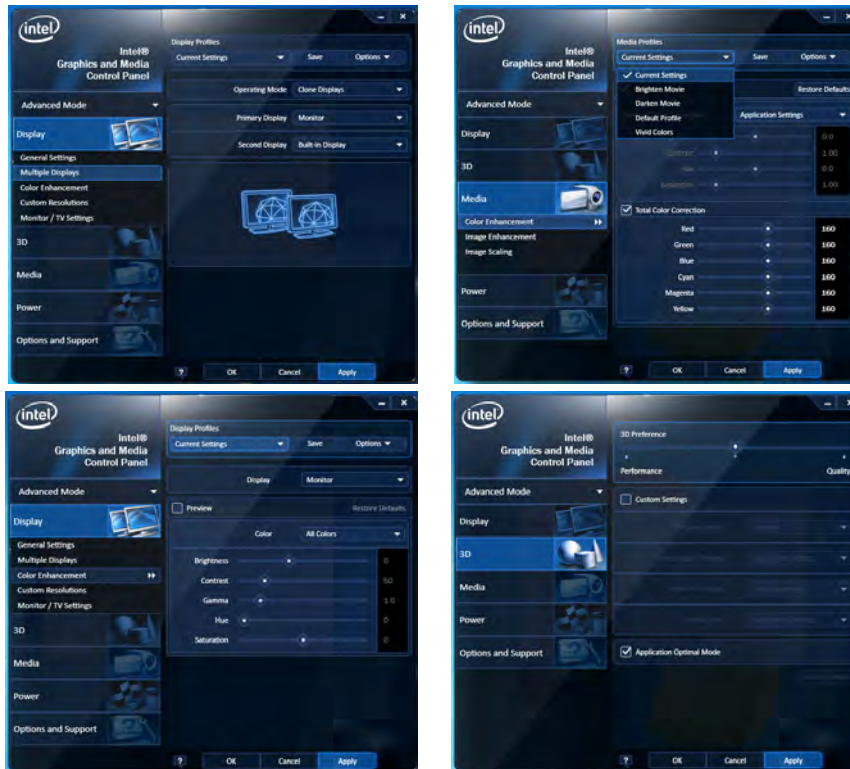 intel
Intel®
Graphics and Media
Control Panel
Advanced Mode
Display
General Settings
Multiple Displays
Color Enhancement
Custom Resolutions
Monitor / TV Settings
3D
Media
Power
Options and Support
Display Profiles
Current Settings Save Options
Operating Mode Clone Displays
Primary Display Monitor
Second Display Built-in Display
? OK Cancel Apply
intel
Intel®
Graphics and Media
Control Panel
Advanced Mode
Display
3D
Media
Color Enhancement
Image Enhancement
Image Scaling
Power
Options and Support
Media Profiles
Current Settings Save Options
Current Settings
Brighten Movie
Darken Movie
Default Profile
Vivid Colors
Restore Defaults
Application Settings
0.0
Contrast 1.00
0.0
1.00
Total Color Correction
Red 160
Green 160
Blue 160
Cyan 160
Magenta 160
Yellow 160
? OK Cancel Apply
intel
Intel®
Graphics and Media
Control Panel
Advanced Mode
Display
General Settings
Multiple Displays
Color Enhancement
Custom Resolutions
Monitor / TV Settings
3D
Media
Power
Options and Support
Display Profiles
Current Settings Save Options
Display Monitor
Preview Restore Defaults
Color All Colors
Brightness 0
Contrast 50
Gamma 1.0
Hue 0
Saturation 0
? OK Cancel Apply
intel
Intel®
Graphics and Media
Control Panel
Advanced Mode
Display
3D
Media
Power
Options and Support
3D Preference
Performance Quality
Custom Settings
Application Optimal Mode
? OK Cancel Apply